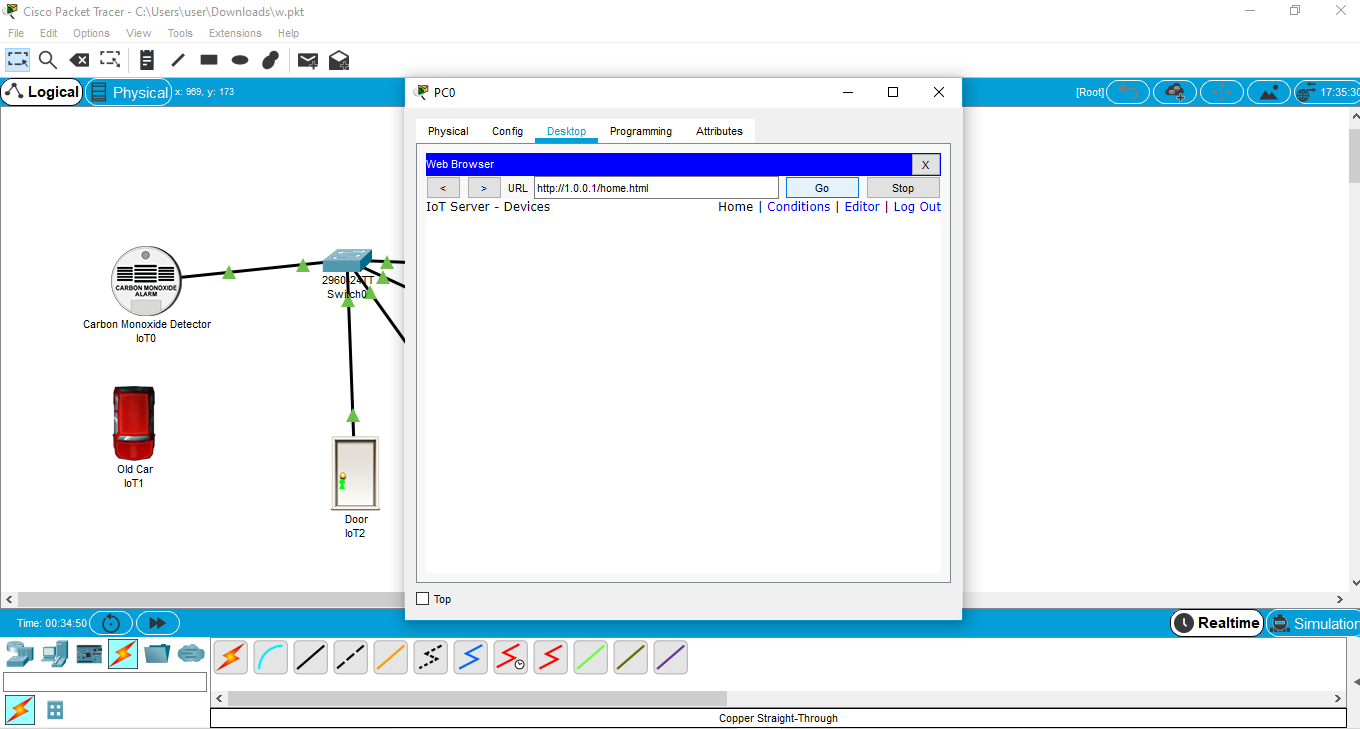 Cisco Packet Tracer - C:\Users\user\Downloads\w.pkt
File Edit Options View Tools Extensions Help
Logical Physical x: 969, y: 173
[Root] 17:35:30
PC0
Physical Config Desktop Programming Attributes
Web Browser X
< > URL http://1.0.0.1/home.html Go Stop
IoT Server - Devices Home | Conditions | Editor | Log Out
CARBON MONOXIDE
ALARM
Carbon Monoxide Detector
IoT0
2960-24TT
Switch0
Old Car
IoT1
Door
IoT2
Top
Time: 00:34:50
Realtime Simulation
Copper Straight-Through